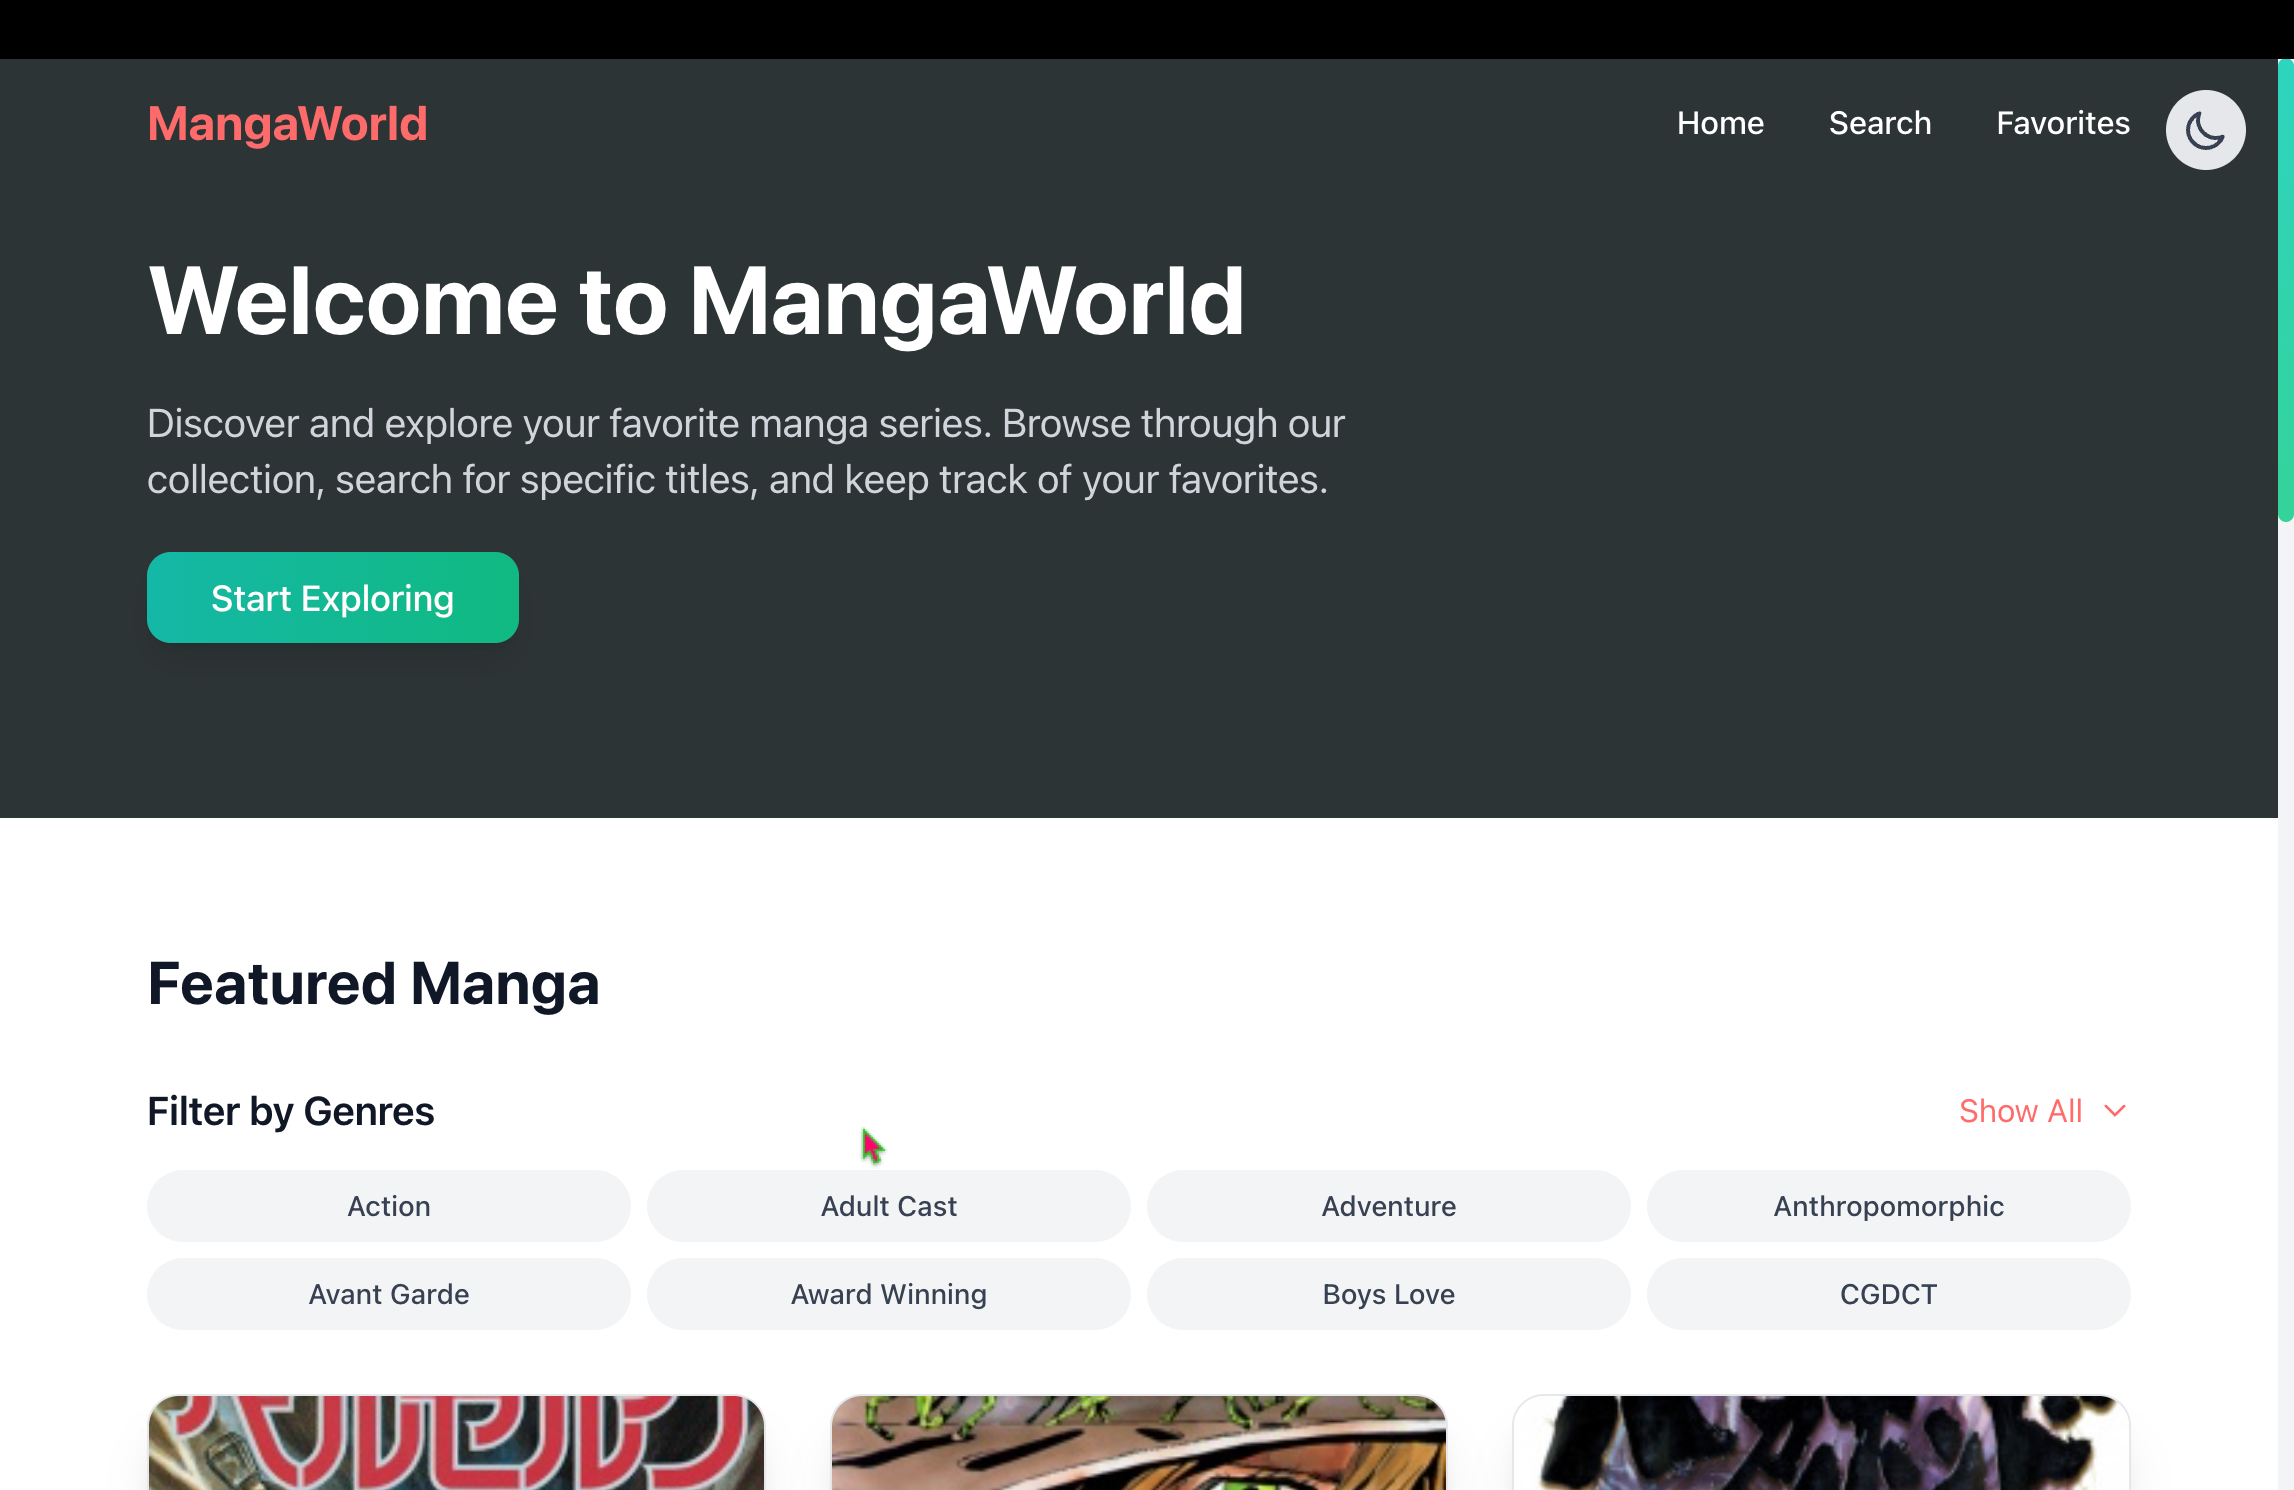 MangaWorld
Home
Search
Favorites
Welcome to MangaWorld
Discover and explore your favorite manga series. Browse through our
collection, search for specific titles, and keep track of your favorites.
Start Exploring
Featured Manga
Filter by Genres
Show All
Action
Adult Cast
Adventure
Anthropomorphic
Avant Garde
Award Winning
Boys Love
CGDCT